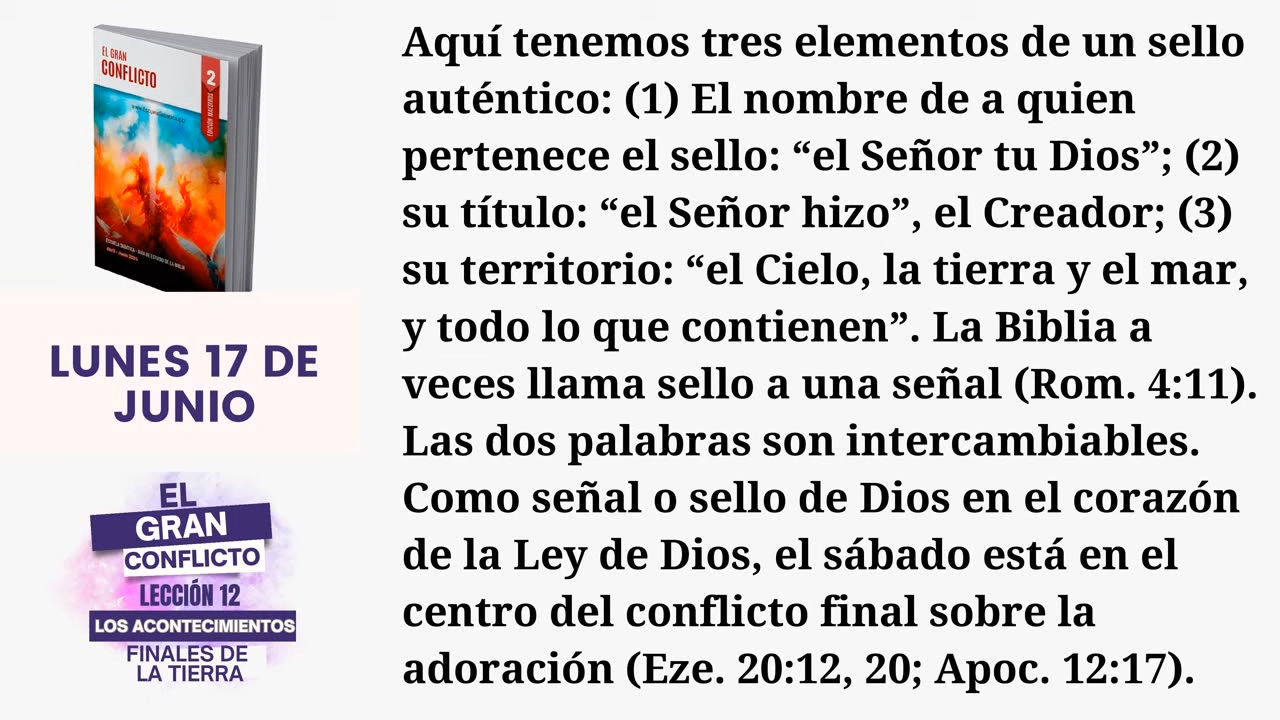 EL GRAN
CONFLICTO
2
Aquí tenemos tres elementos de un sello
auténtico: (1) El nombre de a quien
pertenece el sello: “el Señor tu Dios”; (2)
su título: “el Señor hizo”, el Creador; (3)
su territorio: “el Cielo, la tierra y el mar,
y todo lo que contienen”. La Biblia a
veces llama sello a una señal (Rom. 4:11).
Las dos palabras son intercambiables.
Como señal o sello de Dios en el corazón
de la Ley de Dios, el sábado está en el
centro del conflicto final sobre la
adoración (Eze. 20:12, 20; Apoc. 12:17).
LUNES 17 DE
JUNIO
EL
GRAN
CONFLICTO
LECCIÓN 12
LOS ACONTECIMIENTOS
FINALES DE
LA TIERRA